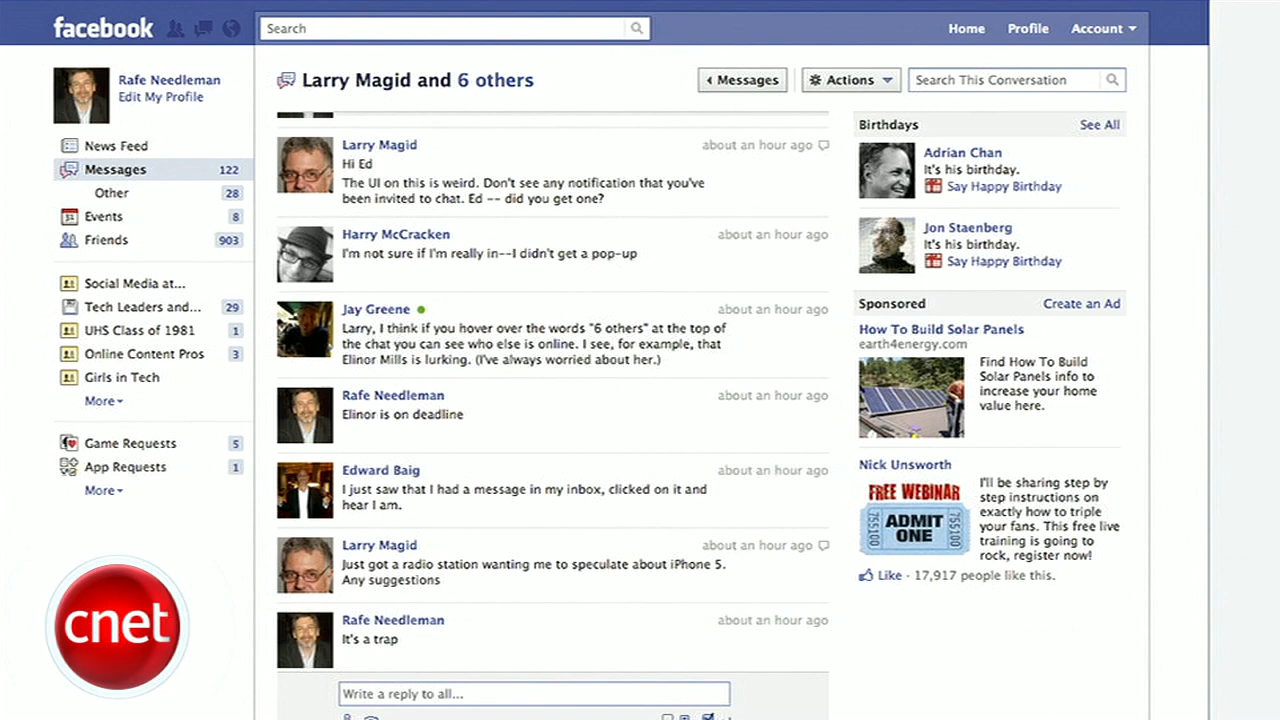 facebook
Search
Home Profile Account
Rafe Needleman
Edit My Profile
News Feed
Messages 122
Other 28
Events 8
Friends 903
Social Media at...
Tech Leaders and... 29
UHS Class of 1981 1
Online Content Pros 3
Girls in Tech
More
Game Requests 5
App Requests 1
More
cnet
Larry Magid and 6 others
Messages
Actions
Search This Conversation
Larry Magid about an hour ago
Hi Ed
The UI on this is weird. Don't see any notification that you've
been invited to chat. Ed -- did you get one?
Harry McCracken about an hour ago
I'm not sure if I'm really in--I didn't get a pop-up
Jay Greene about an hour ago
Larry, I think if you hover over the words "6 others" at the top of
the chat you can see who else is online. I see, for example, that
Elinor Mills is lurking. (I've always worried about her.)
Rafe Needleman about an hour ago
Elinor is on deadline
Edward Baig about an hour ago
I just saw that I had a message in my inbox, clicked on it and
hear I am.
Larry Magid about an hour ago
Just got a radio station wanting me to speculate about iPhone 5.
Any suggestions
Rafe Needleman about an hour ago
It's a trap
Write a reply to all...
Birthdays See All
Adrian Chan
It's his birthday.
Say Happy Birthday
Jon Staenberg
It's his birthday.
Say Happy Birthday
Sponsored Create an Ad
How To Build Solar Panels
earth4energy.com
Find How To Build
Solar Panels info to
increase your home
value here.
Nick Unsworth
FREE WEBINAR
755100 ADMIT ONE 755100
I'll be sharing step by
step instructions on
exactly how to triple
your fans. This free live
training is going to
rock, register now!
Like · 17,917 people like this.